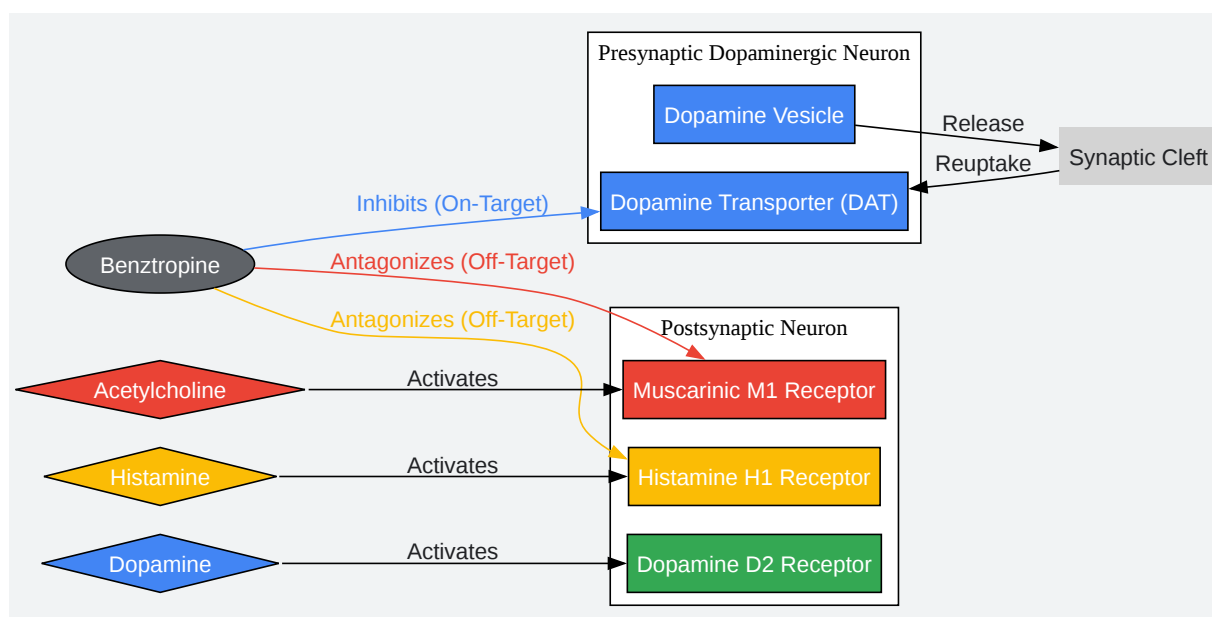 Presynaptic Dopaminergic Neuron
Dopamine Vesicle
Release
Synaptic Cleft
Reuptake
Dopamine Transporter (DAT)
Inhibits (On-Target)
Benztropine
Antagonizes (Off-Target)
Antagonizes (Off-Target)
Postsynaptic Neuron
Acetylcholine
Activates
Muscarinic M1 Receptor
Histamine
Activates
Histamine H1 Receptor
Dopamine
Activates
Dopamine D2 Receptor